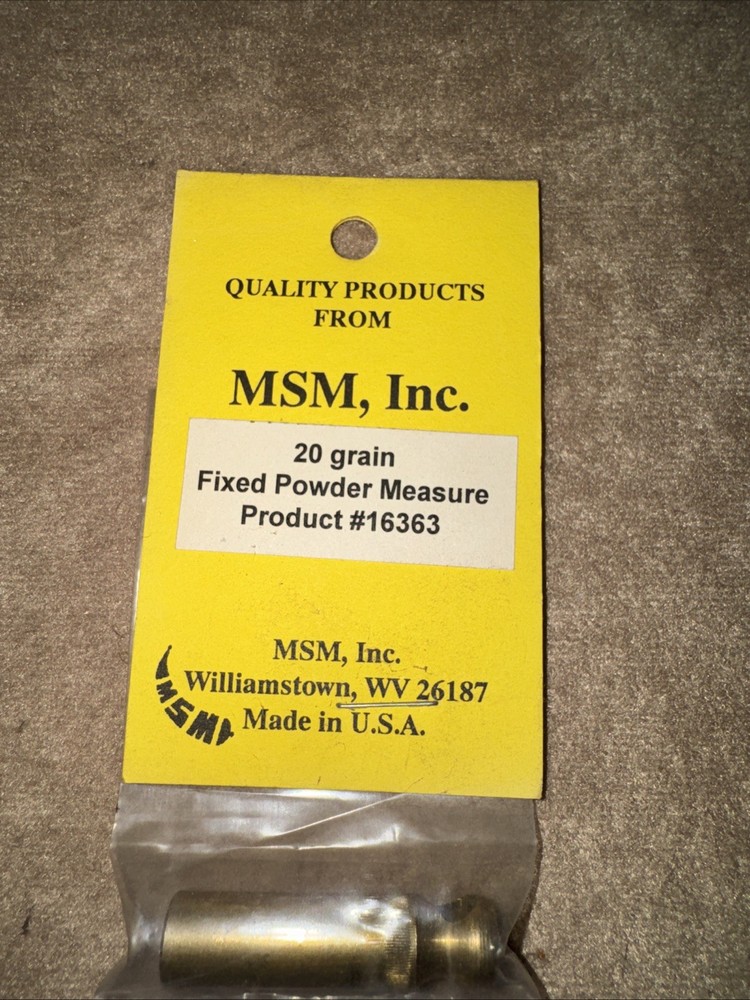 QUALITY PRODUCTS
FROM
MSM, Inc.
20 grain
Fixed Powder Measure
Product #16363
MSM, Inc.
Williamstown, WV 26187
Made in U.S.A.
MSM